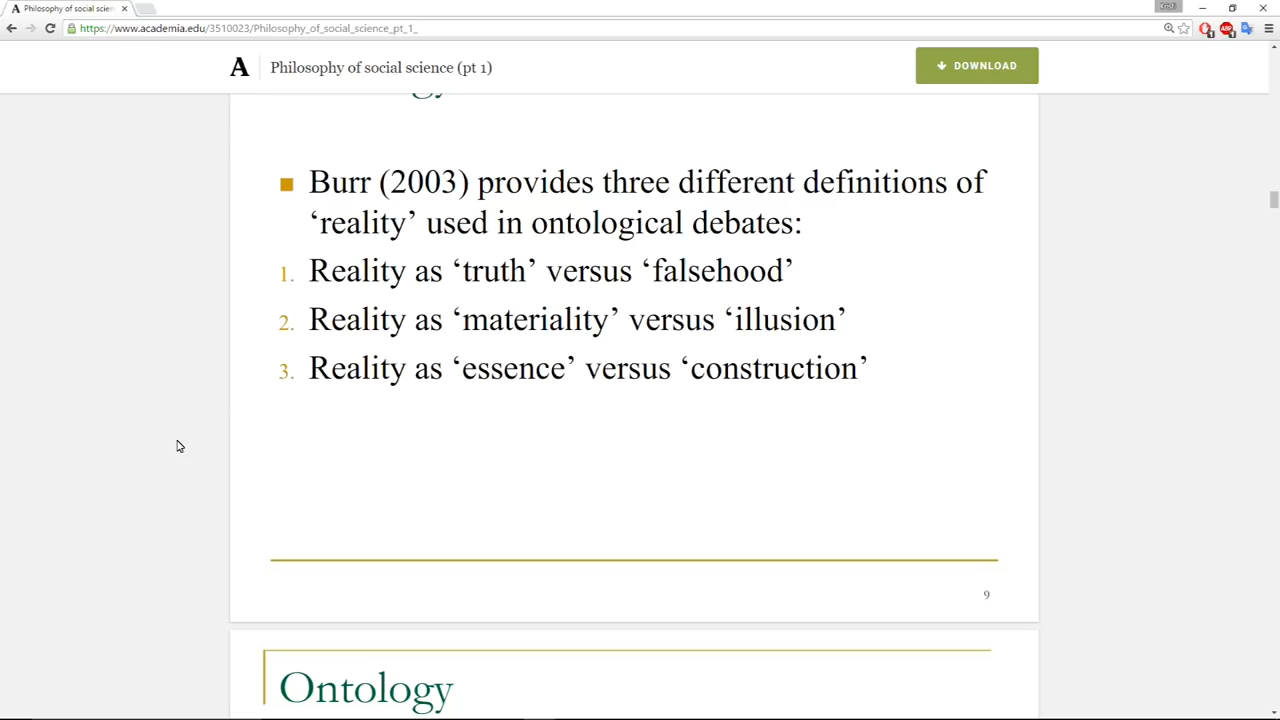 Philosophy of social scien
https://www.academia.edu/3510023/Philosophy_of_social_science_pt_1_
A Philosophy of social science (pt 1)
DOWNLOAD
■ Burr (2003) provides three different definitions of
‘reality’ used in ontological debates:
1. Reality as ‘truth’ versus ‘falsehood’
2. Reality as ‘materiality’ versus ‘illusion’
3. Reality as ‘essence’ versus ‘construction’
9
Ontology